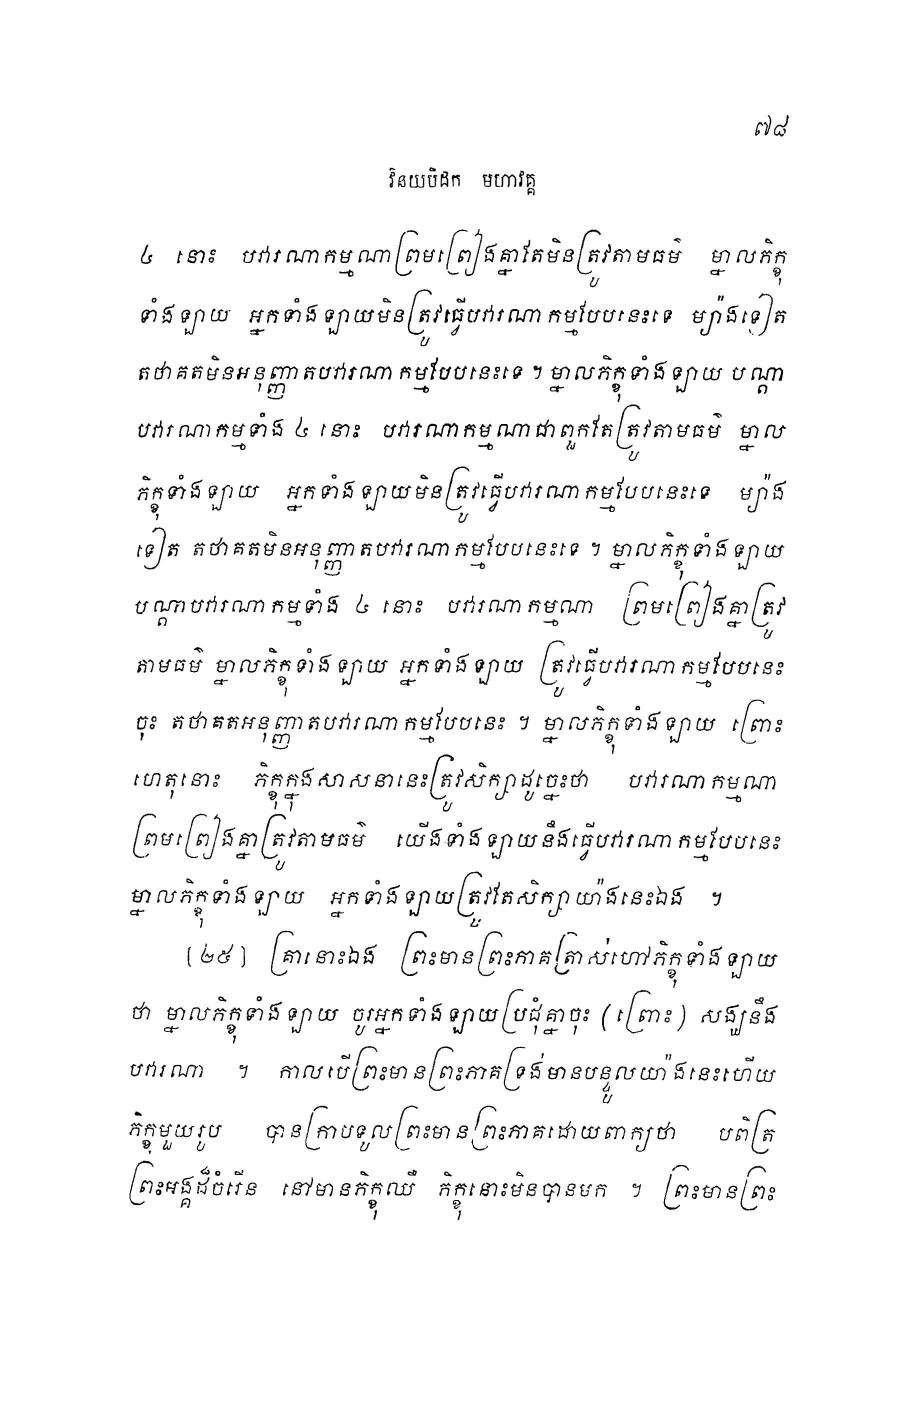 ៧៨
វិនយបិដក មហាវគ្គ
៤ នោះ បវារណាកម្មណាព្រមព្រៀងគ្នាតែមិនត្រូវតាមធម៌ ម្នាលភិក្ខុ
ទាំងឡាយ អ្នកទាំងឡាយមិនត្រូវធ្វើបវារណាកម្មបែបនេះទេ ម្យ៉ាងទៀត
តថាគតមិនអនុញ្ញាតបវារណាកម្មបែបនេះទេ ។ ម្នាលភិក្ខុទាំងឡាយ បណ្តា
បវារណាកម្មទាំង ៤ នោះ បវារណាកម្មណាជាពួកតែត្រូវតាមធម៌ ម្នាល
ភិក្ខុទាំងឡាយ អ្នកទាំងឡាយមិនត្រូវធ្វើបវារណាកម្មបែបនេះទេ ម្យ៉ាង
ទៀត តថាគតមិនអនុញ្ញាតបវារណាកម្មបែបនេះទេ ។ ម្នាលភិក្ខុទាំងឡាយ
បណ្តាបវារណាកម្មទាំង ៤ នោះ បវារណាកម្មណា ព្រមព្រៀងគ្នាត្រូវ
តាមធម៌ ម្នាលភិក្ខុទាំងឡាយ អ្នកទាំងឡាយ ត្រូវធ្វើបវារណាកម្មបែបនេះ
ចុះ តថាគតអនុញ្ញាតបវារណាកម្មបែបនេះ ។ ម្នាលភិក្ខុទាំងឡាយ ព្រោះ
ហេតុនោះ ភិក្ខុក្នុងសាសនានេះត្រូវសិក្សាដូច្នេះថា បវារណាកម្មណា
ព្រមព្រៀងគ្នាត្រូវតាមធម៌ យើងទាំងឡាយនឹងធ្វើបវារណាកម្មបែបនេះ
ម្នាលភិក្ខុទាំងឡាយ អ្នកទាំងឡាយត្រូវតែសិក្សាយ៉ាងនេះឯង ។
(២៥) គ្រានោះឯង ព្រះមានព្រះភាគត្រាស់ហៅភិក្ខុទាំងឡាយ
ថា ម្នាលភិក្ខុទាំងឡាយ ចូរអ្នកទាំងឡាយប្រជុំគ្នាចុះ (ព្រោះ) សង្ឃនឹង
បវារណា ។ កាលបើព្រះមានព្រះភាគទ្រង់មានបន្ទូលយ៉ាងនេះហើយ
ភិក្ខុមួយរូប បានក្រាបទូលព្រះមានព្រះភាគដោយពាក្យថា បពិត្រ
ព្រះអង្គដ៏ចំរើន នៅមានភិក្ខុឈឺ ភិក្ខុនោះមិនបានមក ។ ព្រះមានព្រះ